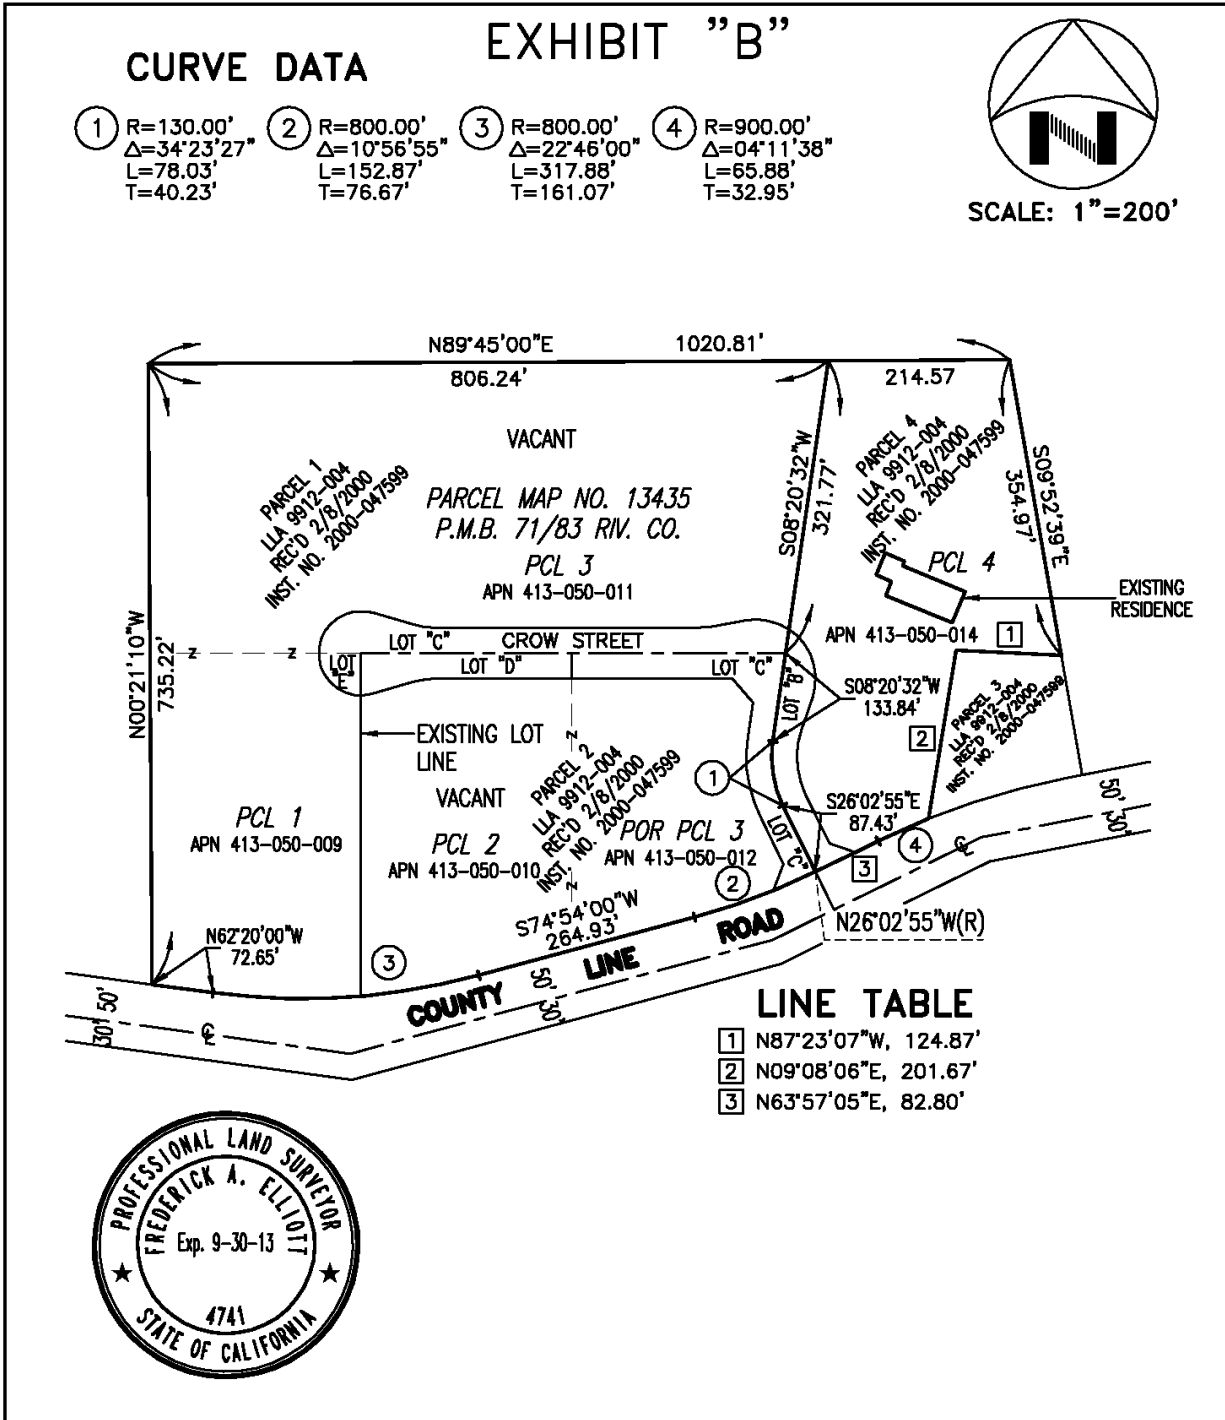 EXHIBIT "B"
CURVE DATA
1 R=130.00'
Δ=34°23'27"
L=78.03'
T=40.23'
2 R=800.00'
Δ=10°56'55"
L=152.87'
T=76.67'
3 R=800.00'
Δ=22°46'00"
L=317.88'
T=161.07'
4 R=900.00'
Δ=04°11'38"
L=65.88'
T=32.95'
N
SCALE: 1"=200'
N89°45'00"E 1020.81'
806.24'
214.57
VACANT
PARCEL 1
LLA 9912-004
REC'D 2/8/2000
INST. NO. 2000-047599
PARCEL MAP NO. 13435
P.M.B. 71/83 RIV. CO.
PCL 3
APN 413-050-011
S08°20'32"W
321.77'
PARCEL 4
LLA 9912-004
REC'D 2/8/2000
INST. NO. 2000-047599
S09°52'39"E
354.97'
PCL 4
EXISTING
RESIDENCE
APN 413-050-014
1
N00°21'10"W
735.22'
z
z
LOT "C"
CROW STREET
LOT
"E"
LOT "D"
LOT "C"
LOT "B"
S08°20'32"W
133.84'
PARCEL 3
LLA 9912-004
REC'D 2/8/2000
INST. NO. 2000-047599
2
EXISTING LOT
LINE
z
VACANT
PARCEL 2
LLA 9912-004
REC'D 2/8/2000
INST. NO. 2000-047599
1
S26°02'55"E
87.43'
LOT "C"
PCL 1
APN 413-050-009
PCL 2
APN 413-050-010
POR PCL 3
APN 413-050-012
z
2
3
4
℄
50'
30'
S74°54'00"W
264.93'
N26°02'55"W(R)
N62°20'00"W
72.65'
3
COUNTY LINE ROAD
50'
30'
50'
30'
℄
LINE TABLE
1 N87°23'07"W, 124.87'
2 N09°08'06"E, 201.67'
3 N63°57'05"E, 82.80'
PROFESSIONAL LAND SURVEYOR
FREDERICK A. ELLIOTT
Exp. 9-30-13
4741
STATE OF CALIFORNIA